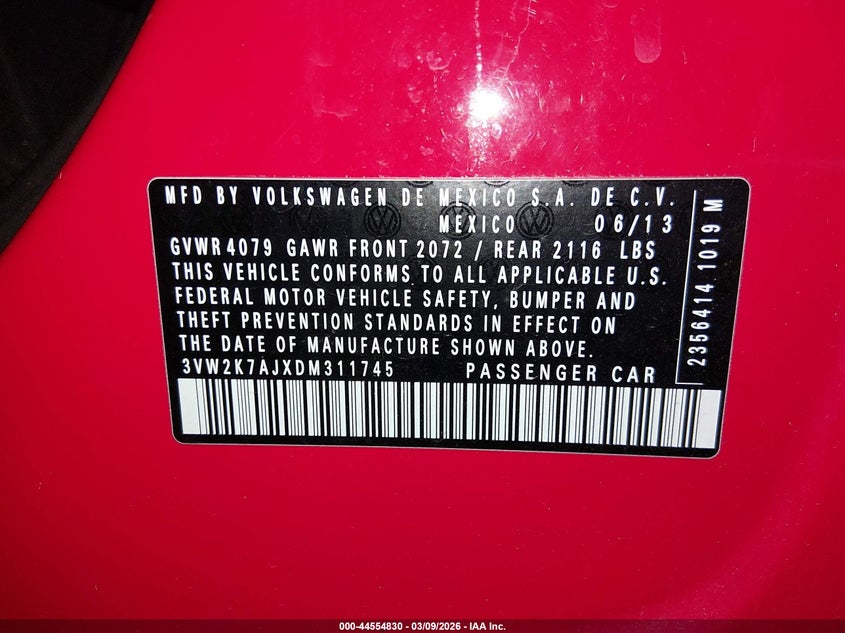 MFD BY VOLKSWAGEN DE MEXICO S.A. DE C.V.
MEXICO 06/13
GVWR 4079 GAWR FRONT 2072 / REAR 2116 LBS
THIS VEHICLE CONFORMS TO ALL APPLICABLE U.S.
FEDERAL MOTOR VEHICLE SAFETY, BUMPER AND
THEFT PREVENTION STANDARDS IN EFFECT ON
THE DATE OF MANUFACTURE SHOWN ABOVE.
3VW2K7AJXDM311745 PASSENGER CAR
2356414 1019 M
000-44554830 - 03/09/2026 - IAA Inc.